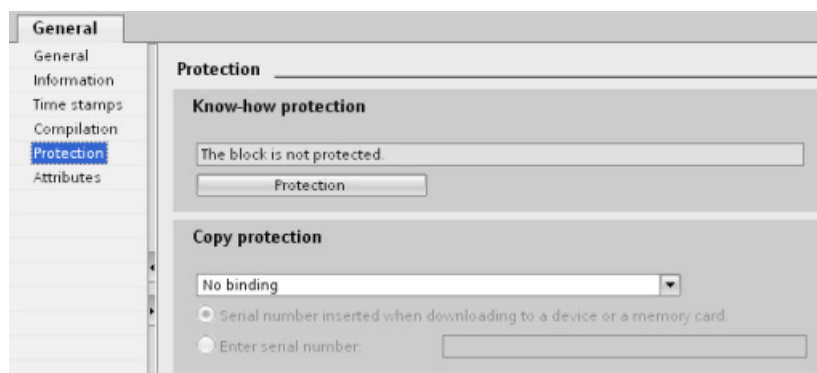 General
General
Information
Time stamps
Compilation
Protection
Attributes
Protection
Know-how protection
The block is not protected.
Protection
Copy protection
No binding
Serial number inserted when downloading to a device or a memory card.
Enter serial number: